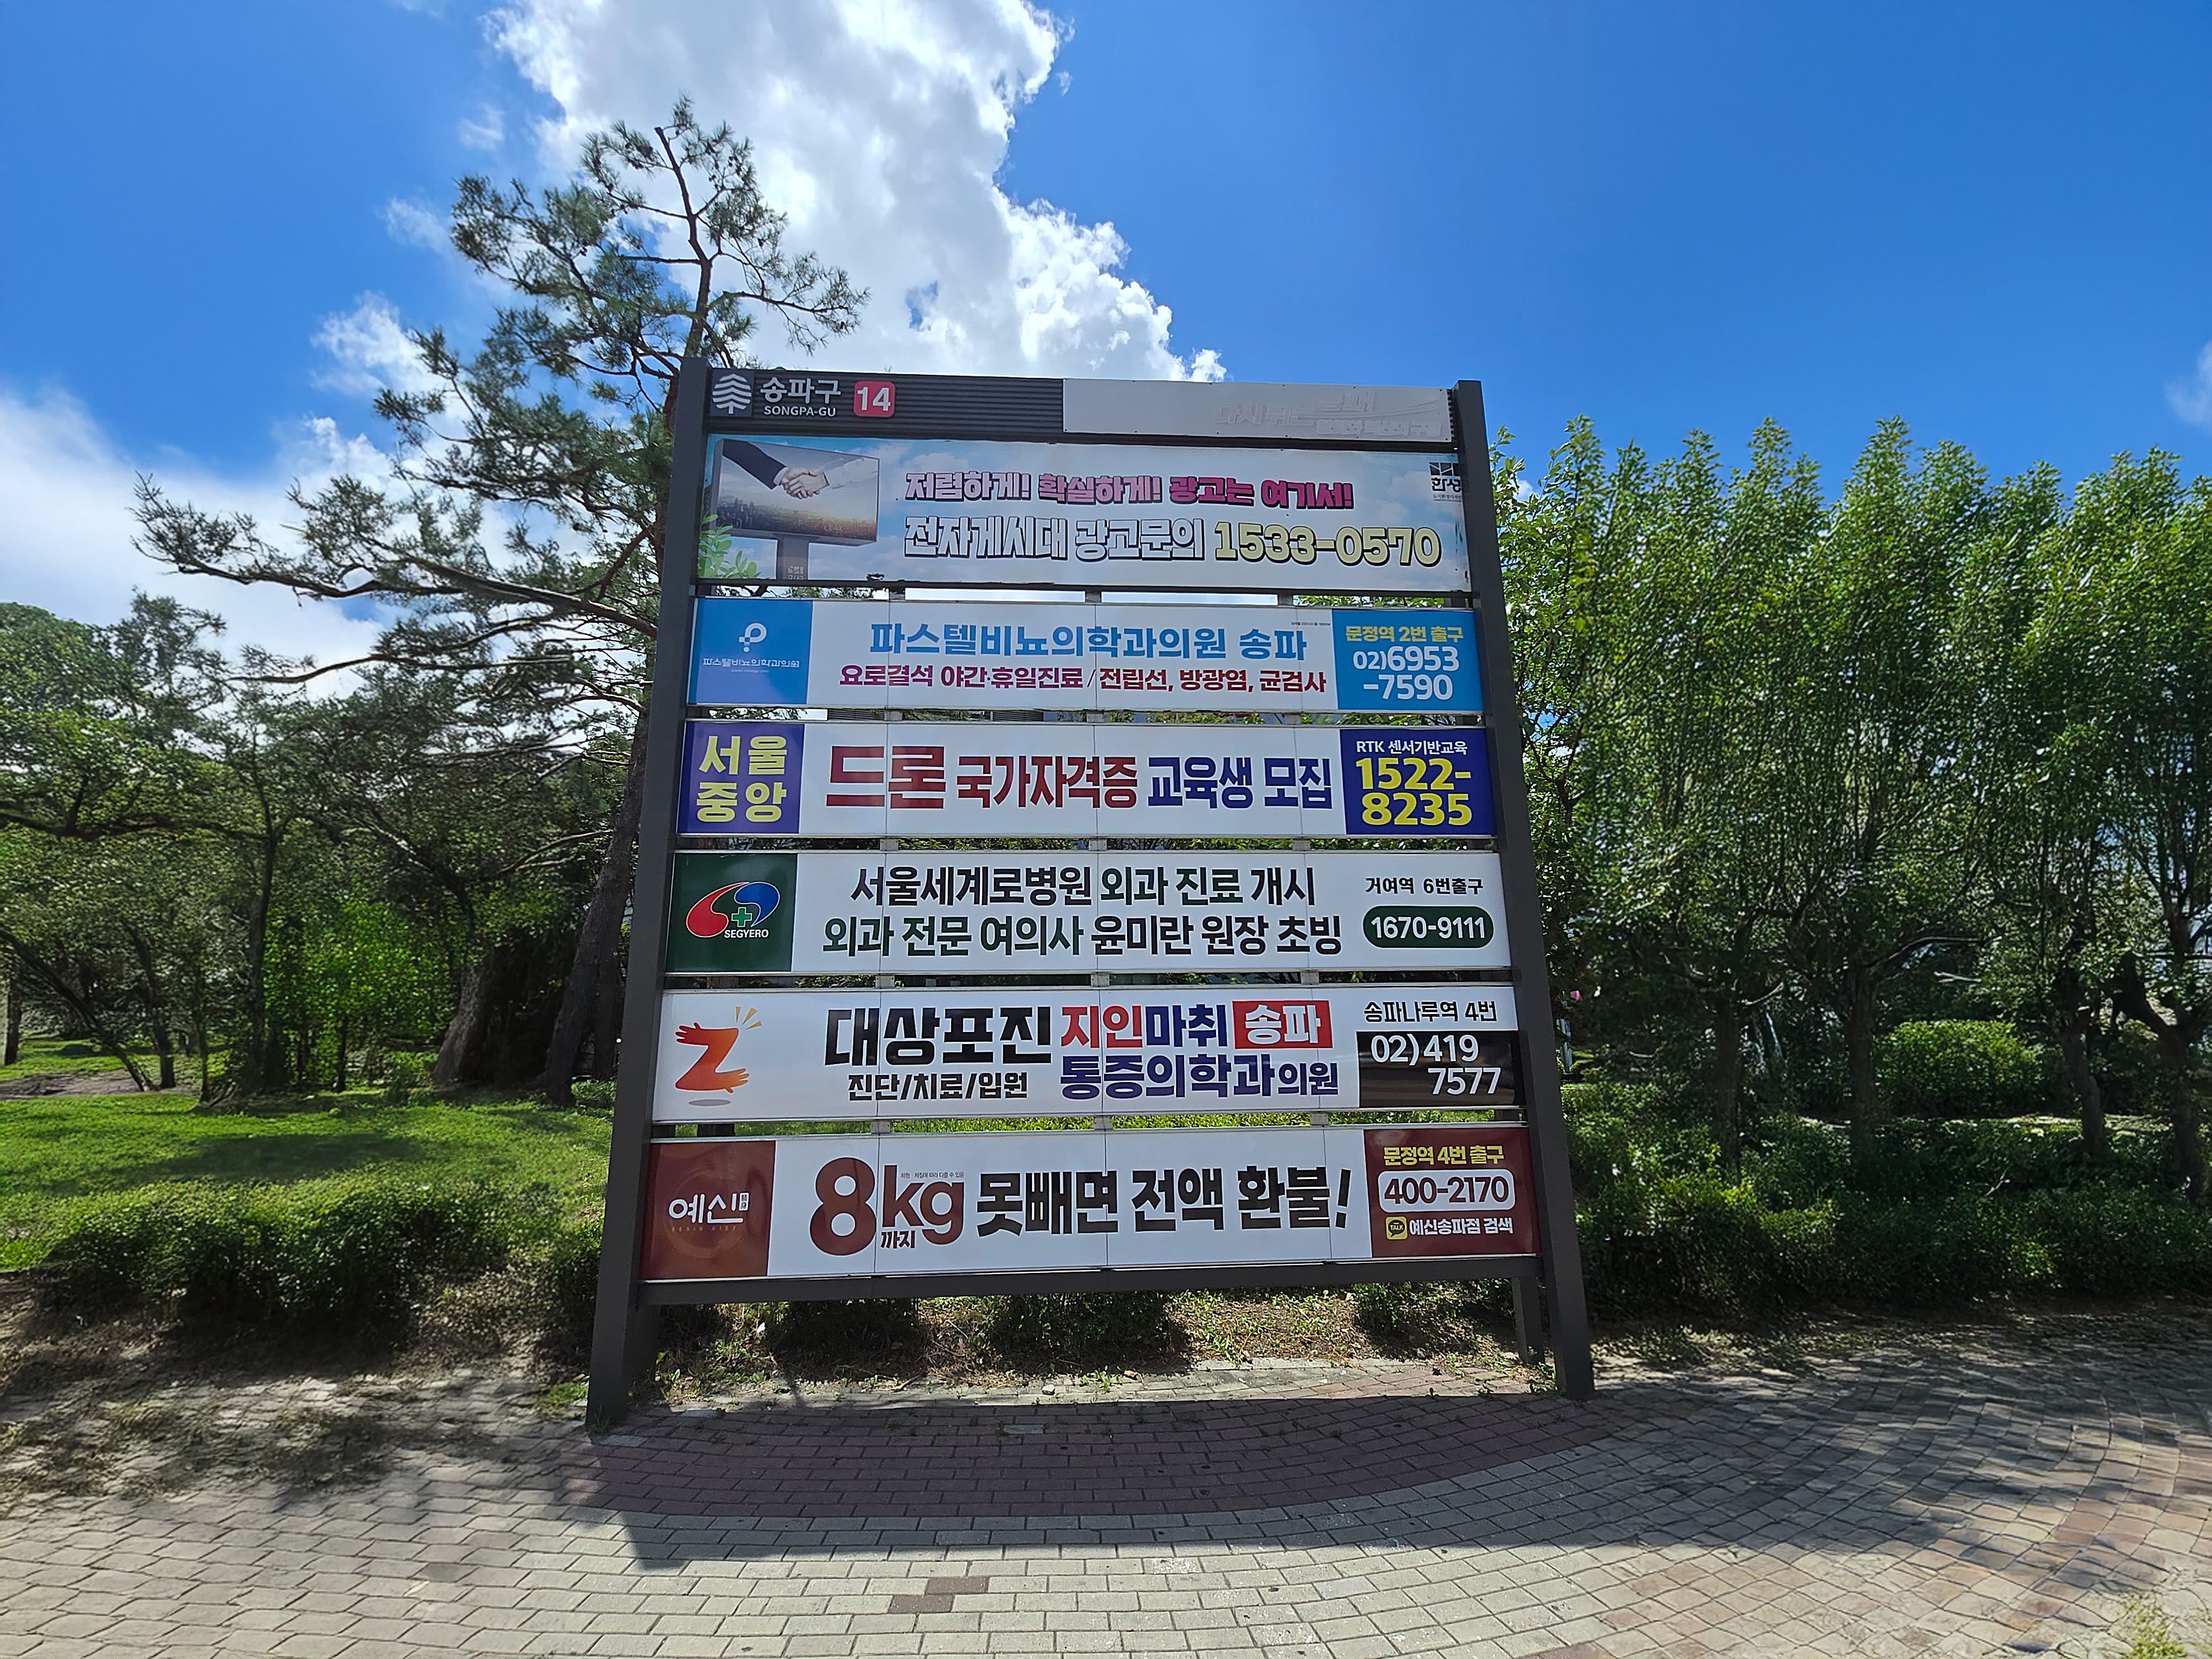 송파구 14
SONGPA-GU
저렴하게! 확실하게! 광고는 여기서!
전자게시대 광고문의 1533-0570
화성
파스텔비뇨의학과의원
파스텔비뇨의학과의원 송파
요로결석 야간·휴일진료 / 전립선, 방광염, 균검사
문정역 2번 출구
02)6953
-7590
서울
중앙
드론 국가자격증 교육생 모집
RTK 센서기반교육
1522-
8235
SEGYERO
서울세계로병원 외과 진료 개시
외과 전문 여의사 윤미란 원장 초빙
거여역 6번출구
1670-9111
대상포진
진단/치료/입원
지인마취 송파
통증의학과의원
송파나루역 4번
02)419
7577
예신
8kg까지 못빼면 전액 환불!
문정역 4번 출구
400-2170
TALK 예신송파점 검색